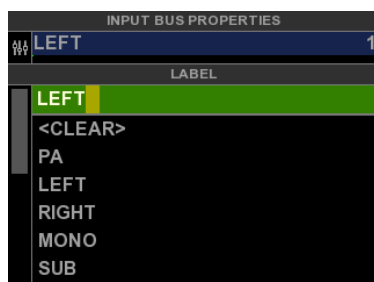 INPUT BUS PROPERTIES
LEFT 1
LABEL
LEFT
<CLEAR>
PA
LEFT
RIGHT
MONO
SUB